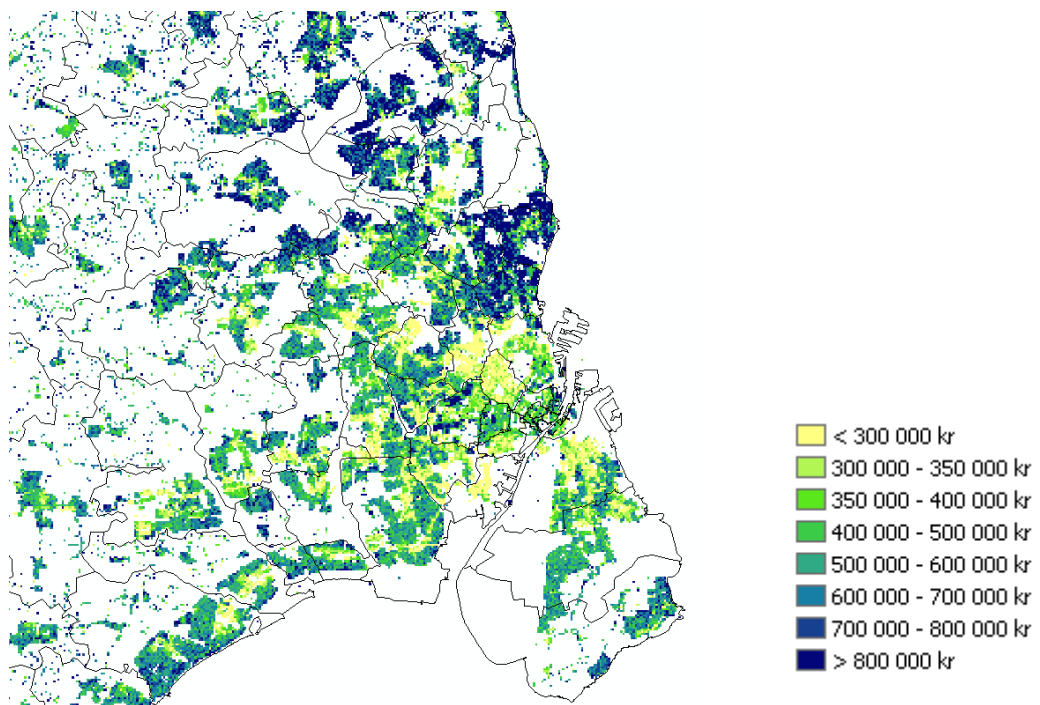 < 300 000 kr
300 000 - 350 000 kr
350 000 - 400 000 kr
400 000 - 500 000 kr
500 000 - 600 000 kr
600 000 - 700 000 kr
700 000 - 800 000 kr
> 800 000 kr